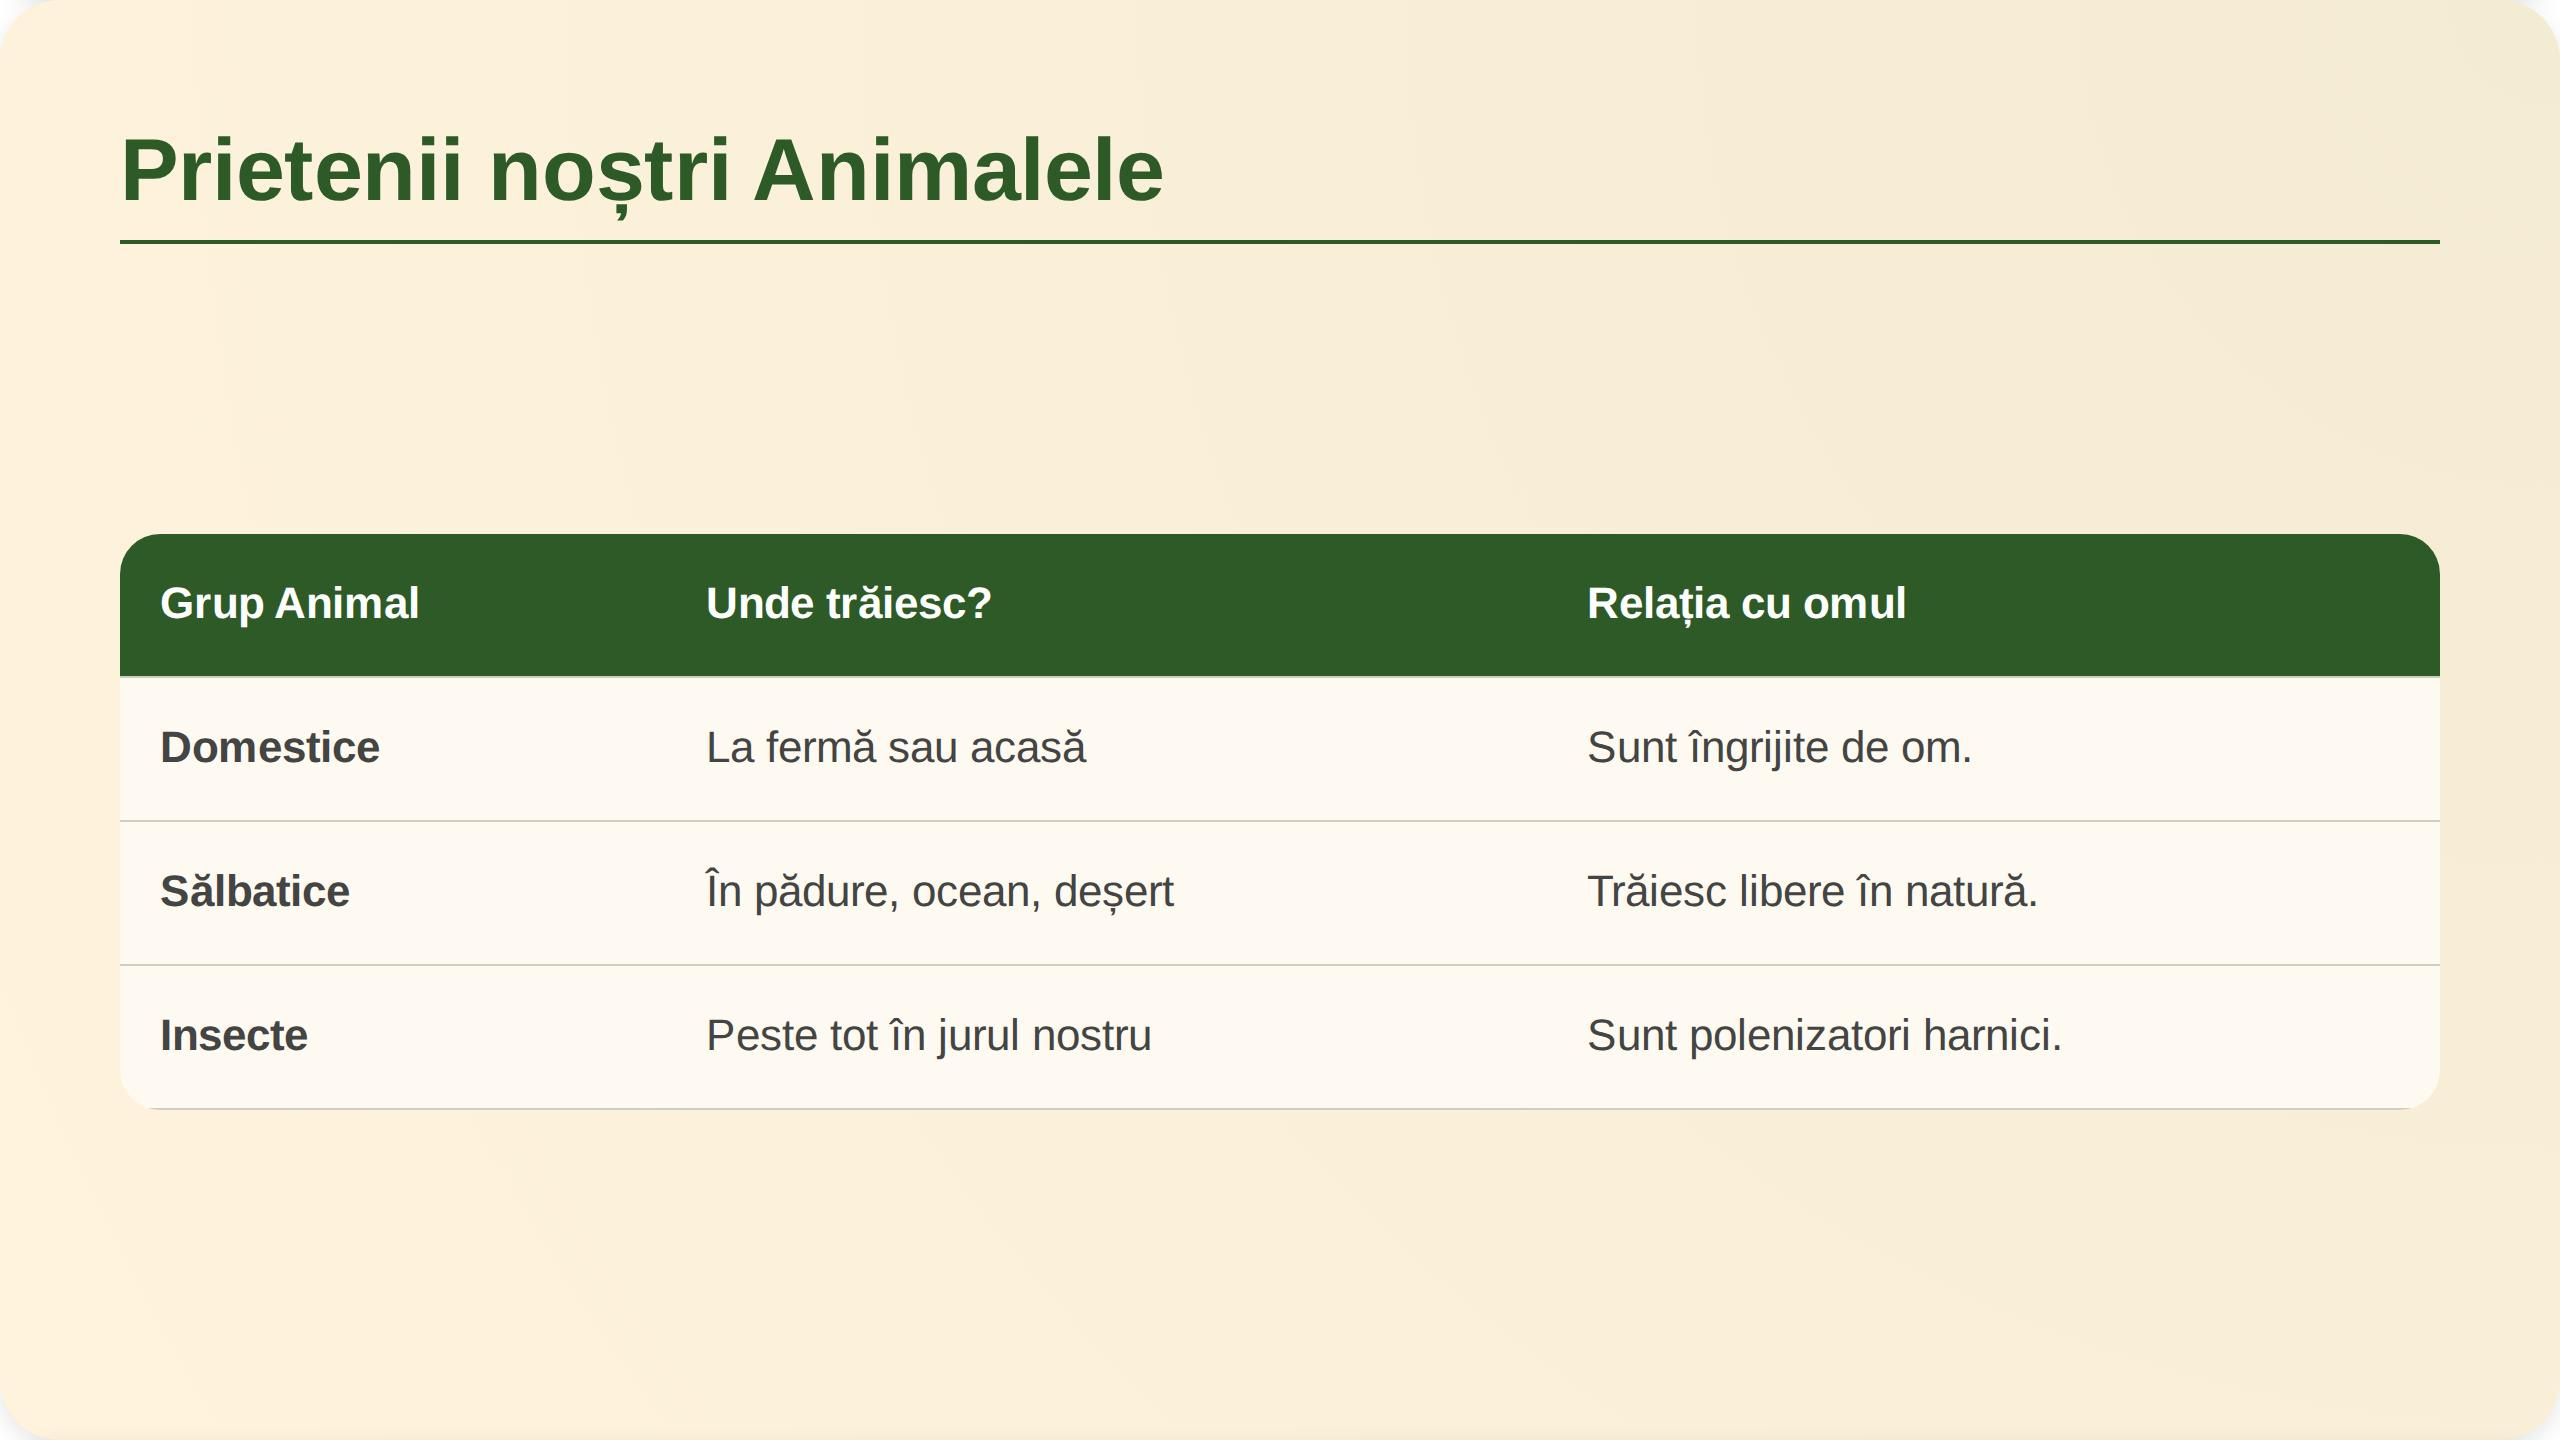 Prietenii noștri Animalele
Grup Animal Unde trăiesc? Relația cu omul
Domestice La fermă sau acasă Sunt îngrijite de om.
Sălbatice În pădure, ocean, deșert Trăiesc libere în natură.
Insecte Peste tot în jurul nostru Sunt polenizatori harnici.